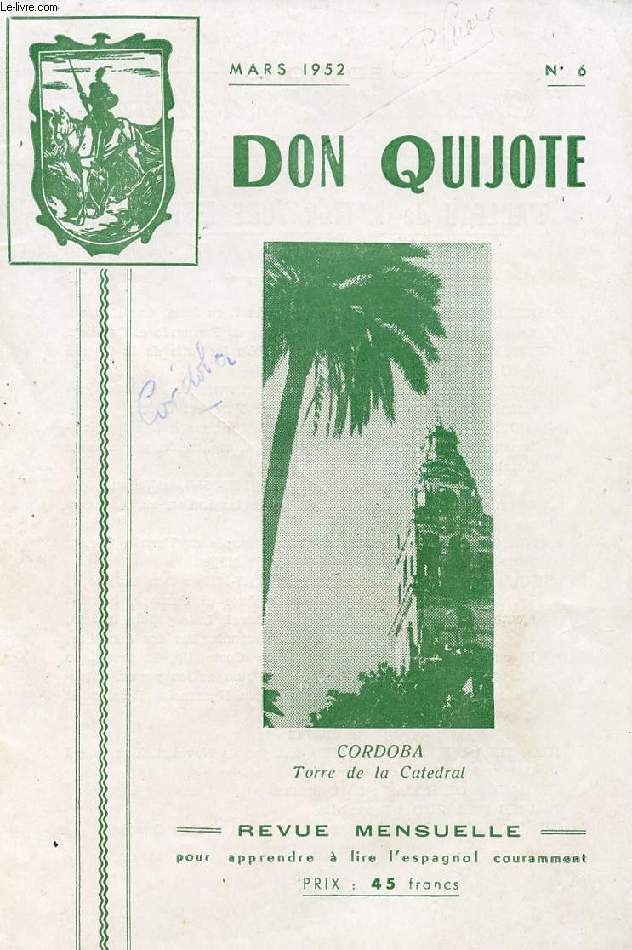 Le-livre.com
MARS 1952
N° 6
DON QUIJOTE
Cordoba
CORDOBA
Torre de la Catedral
REVUE MENSUELLE
pour apprendre à lire l'espagnol couramment
PRIX : 45 francs